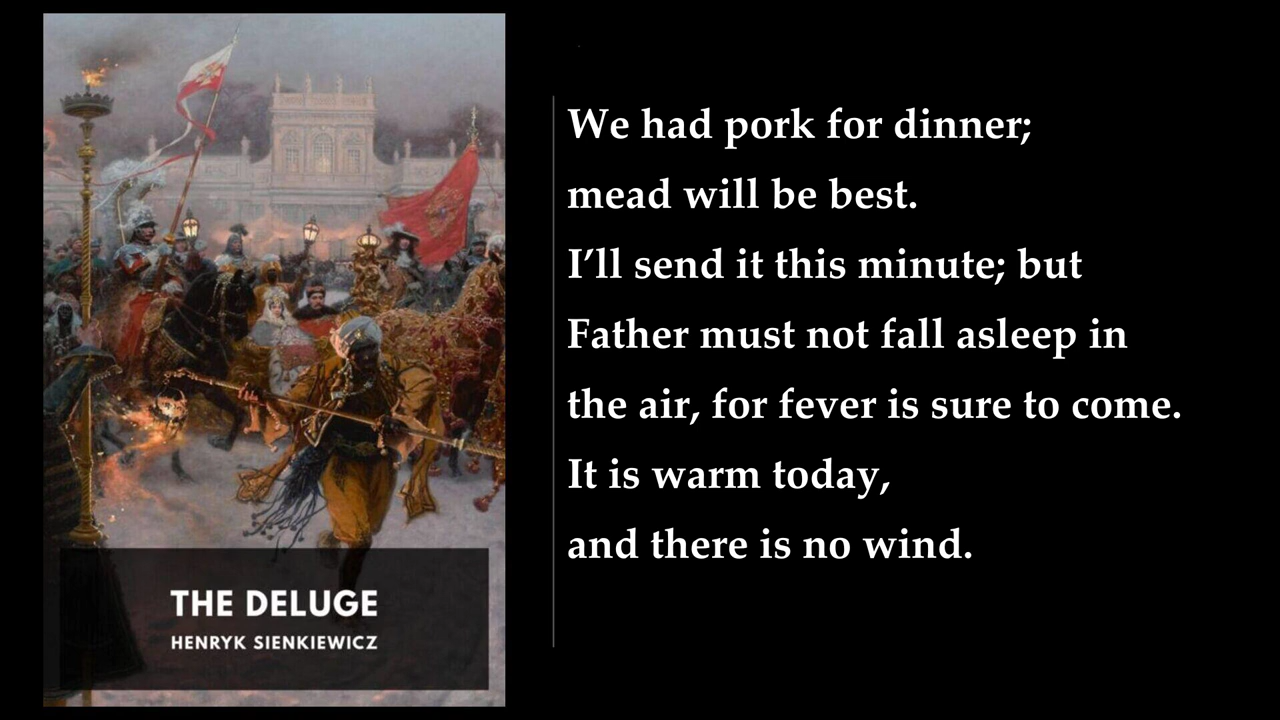 THE DELUGE
HENRYK SIENKIEWICZ
We had pork for dinner;
mead will be best.
I’ll send it this minute; but
Father must not fall asleep in
the air, for fever is sure to come.
It is warm today,
and there is no wind.